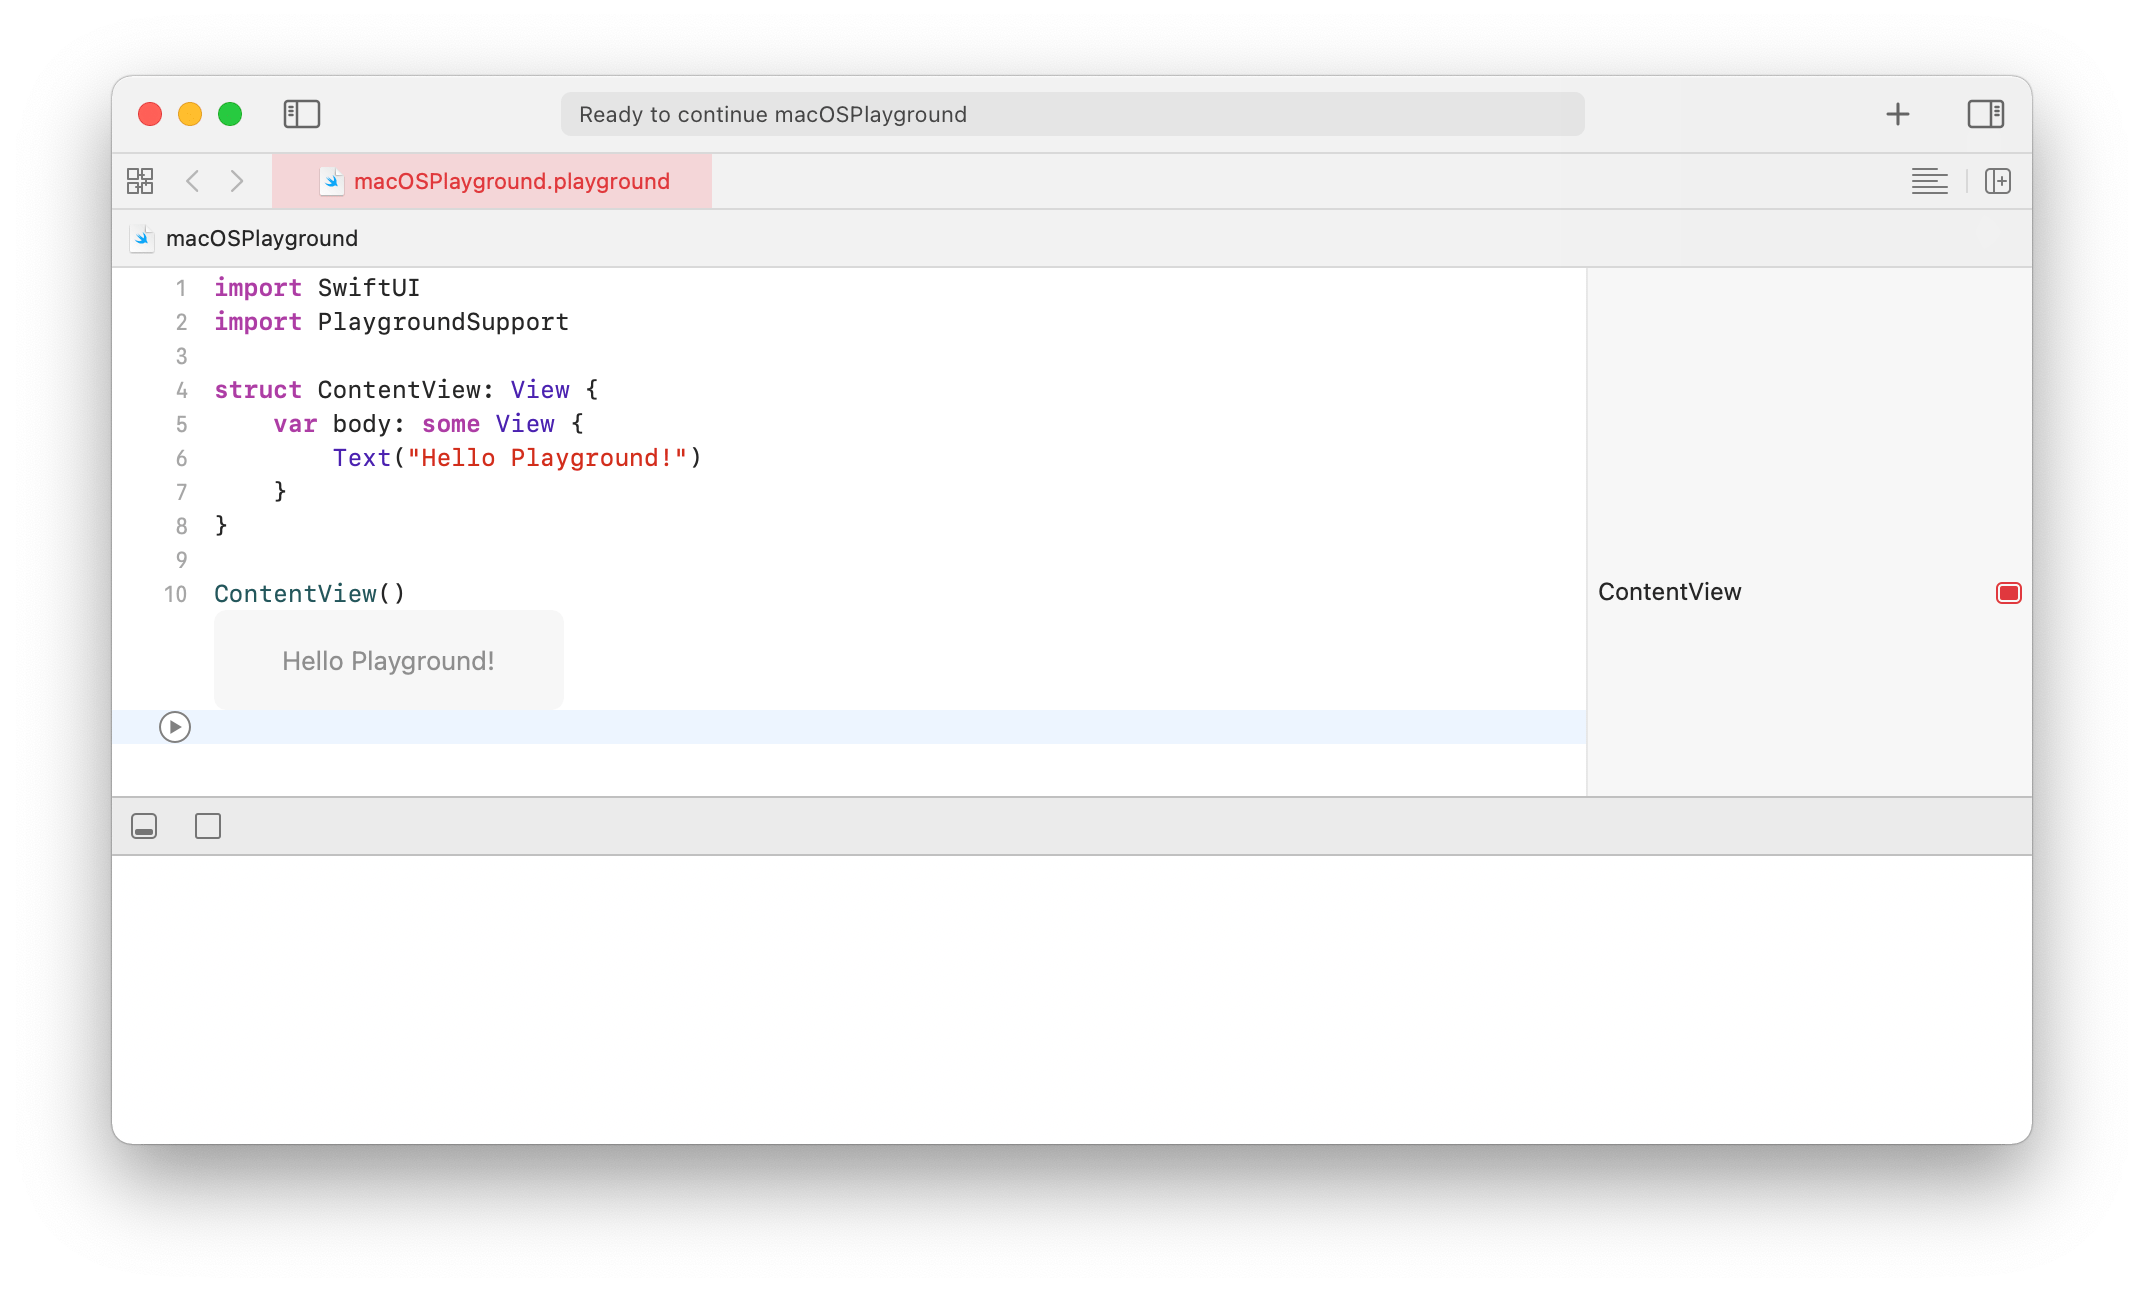 Ready to continue macOSPlayground
macOSPlayground.playground
macOSPlayground
1 import SwiftUI
2 import PlaygroundSupport
3
4 struct ContentView: View {
5     var body: some View {
6         Text("Hello Playground!")
7     }
8 }
9
10 ContentView()
ContentView
Hello Playground!